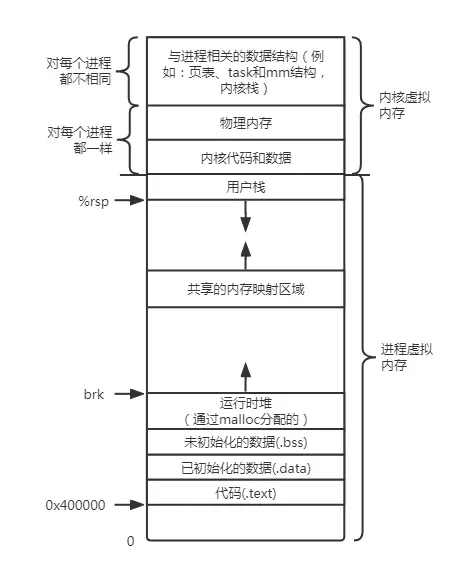 对每个进程
都不相同
与进程相关的数据结构（例
如：页表、task和mm结构，
内核栈）
内核虚拟
内存
对每个进程
都一样
物理内存
内核代码和数据
用户栈
%rsp
共享的内存映射区域
进程虚拟
内存
brk
运行时堆
（通过malloc分配的）
未初始化的数据(.bss)
已初始化的数据(.data)
代码(.text)
0x400000
0